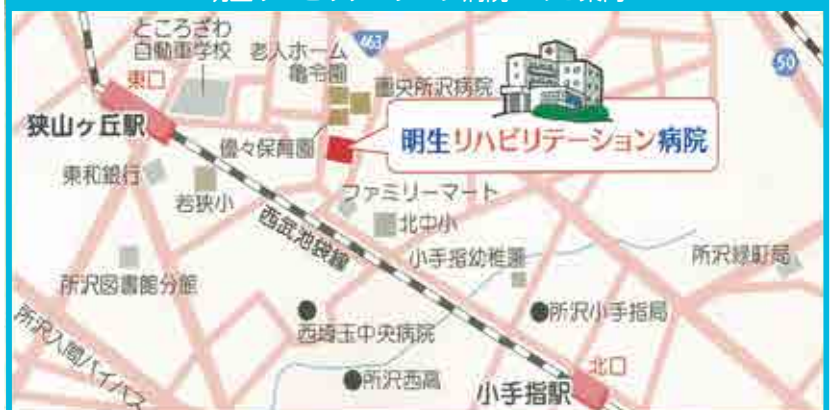 ところざわ
自動車学校
老人ホーム
亀令園
463
50
東口
圏央所沢病院
狭山ヶ丘駅
優々保育園
明生リハビリテーション病院
東和銀行
若狭小
ファミリーマート
北中小
西武池袋線
小手指幼稚園
所沢緑町局
所沢図書館分館
所沢入間バイパス
西埼玉中央病院
所沢小手指局
所沢西高
北口
小手指駅